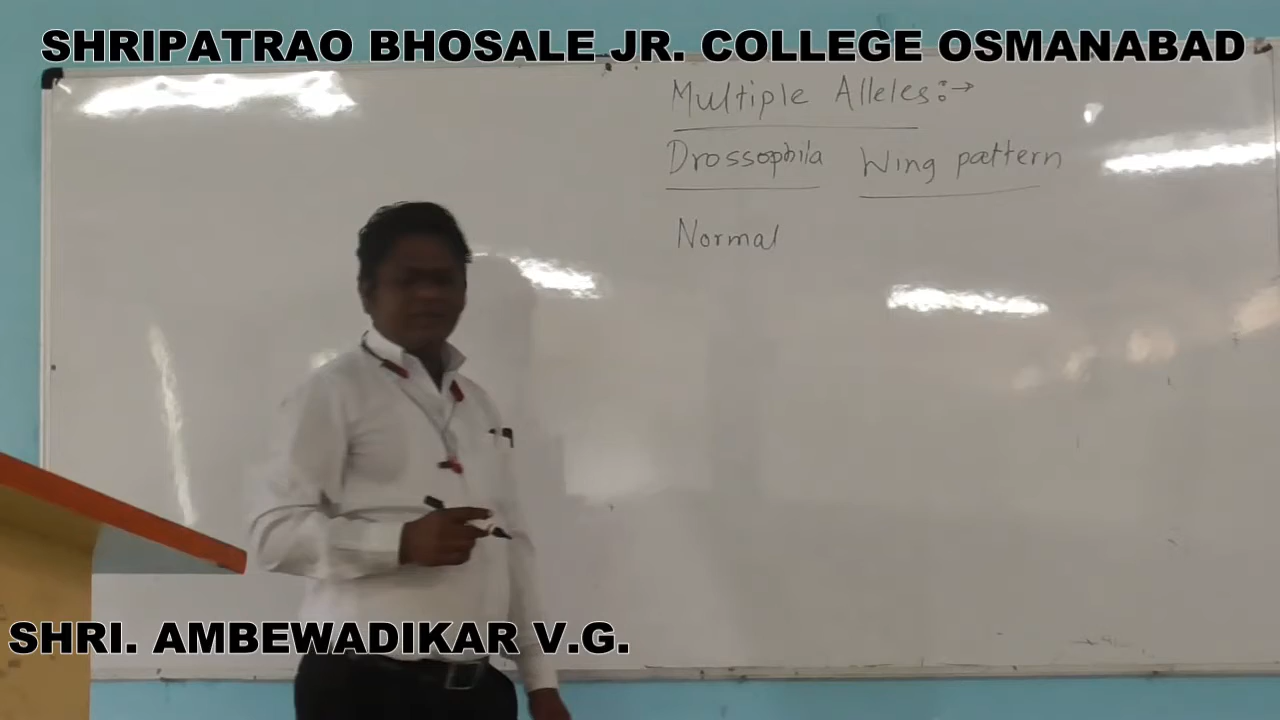 SHRIPATRAO BHOSALE JR. COLLEGE OSMANABAD
Multiple Alleles:→
Drossophila Wing pattern
Normal
SHRI. AMBEWADIKAR V.G.